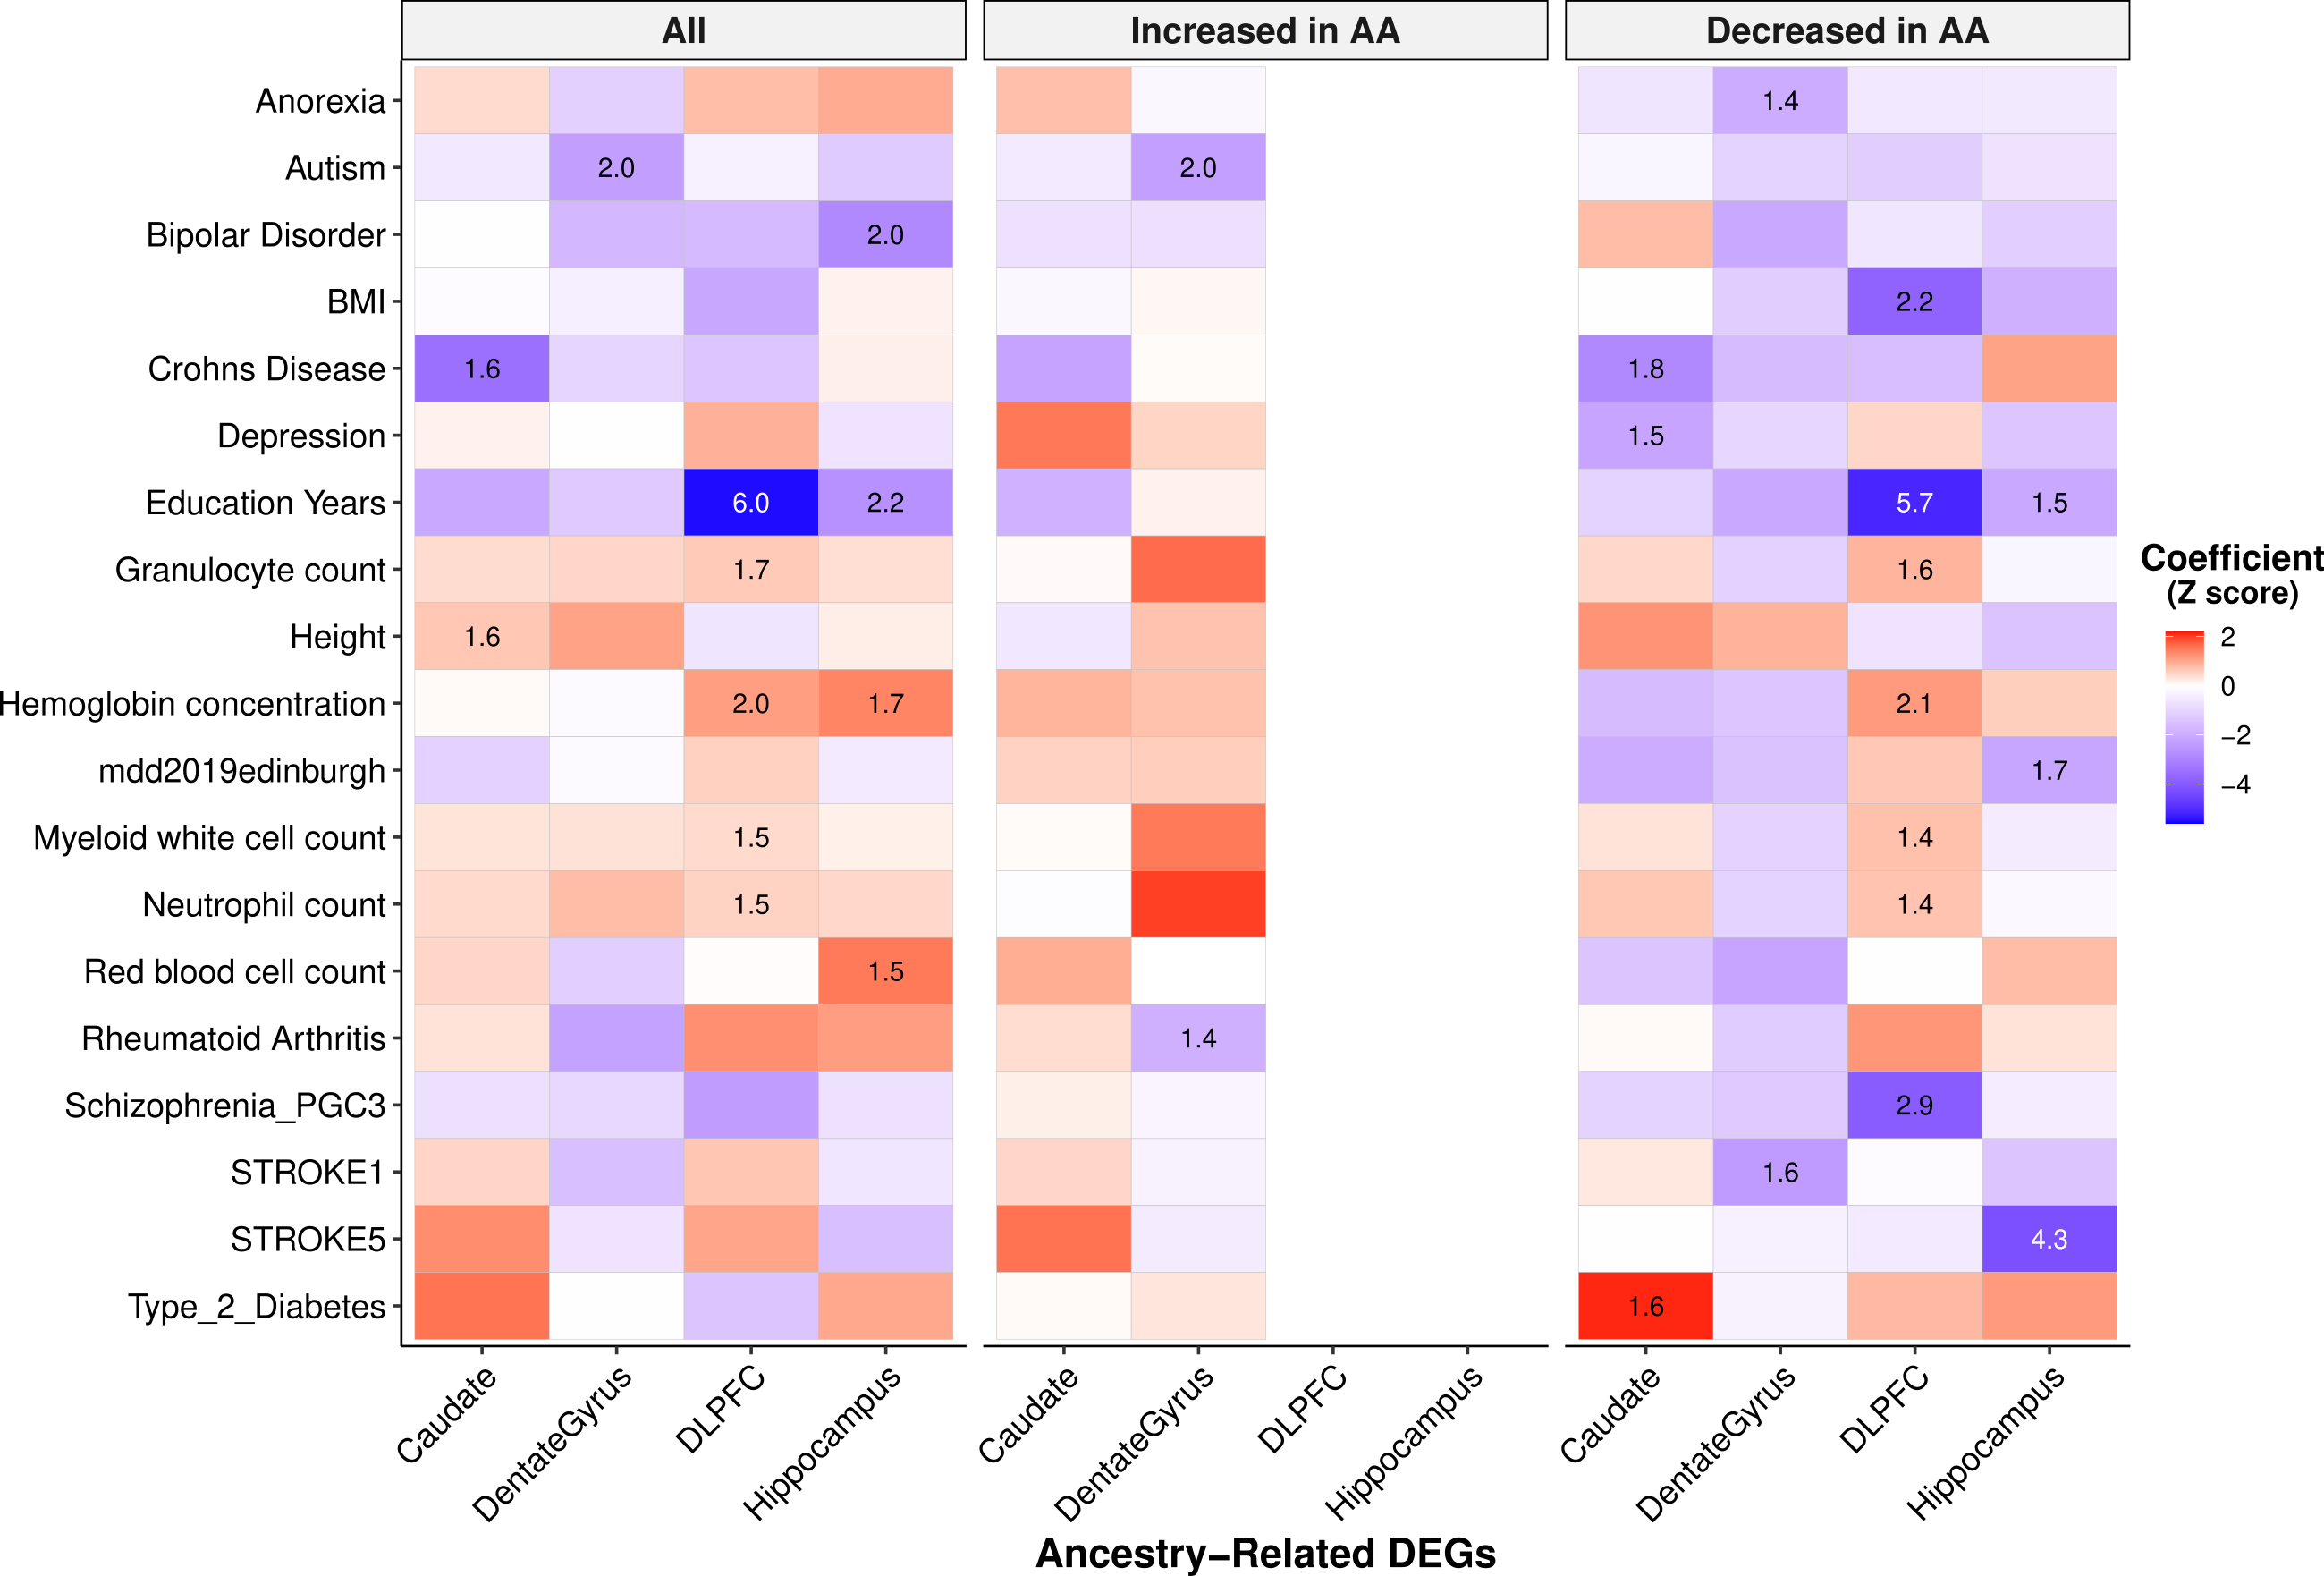 All Increased in AA Decreased in AA
Anorexia 1.4
Autism 2.0 2.0
Bipolar Disorder 2.0
BMI 2.2
Crohns Disease 1.6 1.8
Depression 1.5
Education Years 6.0 2.2 5.7 1.5
Granulocyte count 1.7 1.6
Height 1.6
Hemoglobin concentration 2.0 1.7 2.1
mdd2019edinburgh 1.7
Myeloid white cell count 1.5 1.4
Neutrophil count 1.5 1.4
Red blood cell count 1.5
Rheumatoid Arthritis 1.4
Schizophrenia_PGC3 2.9
STROKE1 1.6
STROKE5 4.3
Type_2_Diabetes 1.6
Caudate DentateGyrus DLPFC Hippocampus Caudate DentateGyrus DLPFC Hippocampus Caudate DentateGyrus DLPFC Hippocampus
Ancestry−Related DEGs
Coefficient
(Z score)
2
0
−2
−4